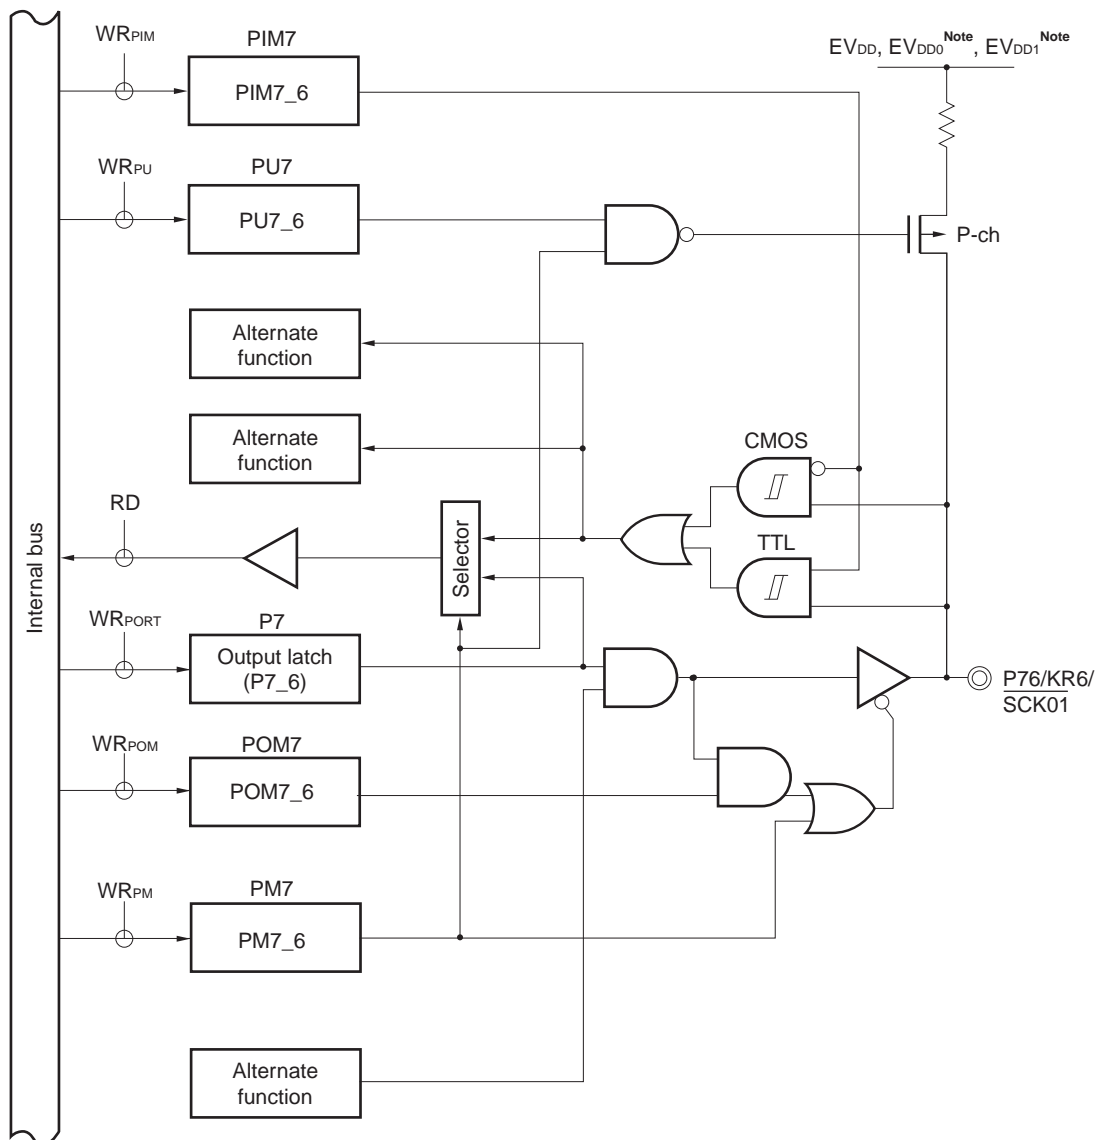 WRPIM
PIM7
PIM7_6
EVDD, EVDD0Note, EVDD1Note
WRPU
PU7
PU7_6
P-ch
Alternate
function
Alternate
function
CMOS
RD
Selector
TTL
Internal bus
WRPORT
P7
Output latch
(P7_6)
P76/KR6/
SCK01
WRPOM
POM7
POM7_6
WRPM
PM7
PM7_6
Alternate
function